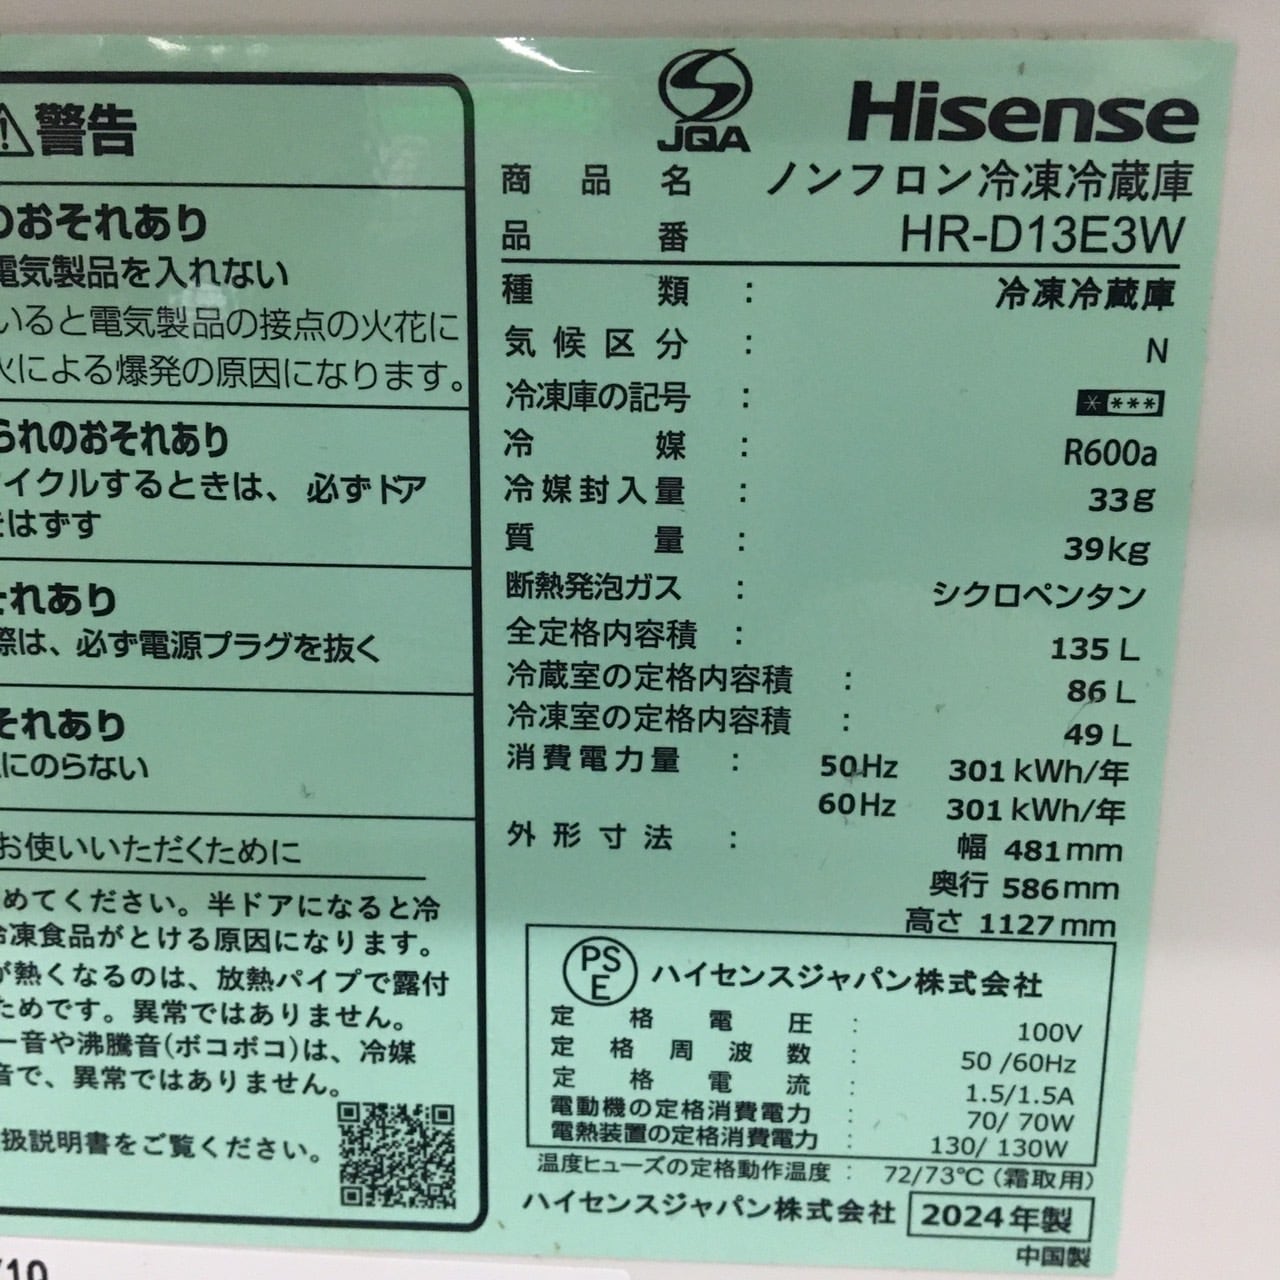 ⚠警告
のおそれあり
電気製品を入れない
いると電気製品の接点の火花に
火による爆発の原因になります。
られのおそれあり
イクルするときは、必ずドア
をはずす
それあり
際は、必ず電源プラグを抜く
それあり
にのらない
お使いいただくために
めてください。半ドアになると冷
冷凍食品がとける原因になります。
が熱くなるのは、放熱パイプで露付
ためです。異常ではありません。
ー音や沸騰音(ボコボコ)は、冷媒
音で、異常ではありません。
扱説明書をご覧ください。
JQA
Hisense
商品名 ノンフロン冷凍冷蔵庫
品番 HR-D13E3W
種類: 冷凍冷蔵庫
気候区分: N
冷凍庫の記号: * ***
冷媒: R600a
冷媒封入量: 33g
質量: 39kg
断熱発泡ガス: シクロペンタン
全定格内容積: 135 L
冷蔵室の定格内容積: 86 L
冷凍室の定格内容積: 49 L
消費電力量: 50Hz 301 kWh/年
60Hz 301 kWh/年
外形寸法: 幅 481mm
奥行 586mm
高さ 1127mm
PSE ハイセンスジャパン株式会社
定格電圧: 100V
定格周波数: 50/60Hz
定格電流: 1.5/1.5A
電動機の定格消費電力: 70/ 70W
電熱装置の定格消費電力: 130/ 130W
温度ヒューズの定格動作温度: 72/73℃(霜取用)
ハイセンスジャパン株式会社 2024年製
中国製
/10